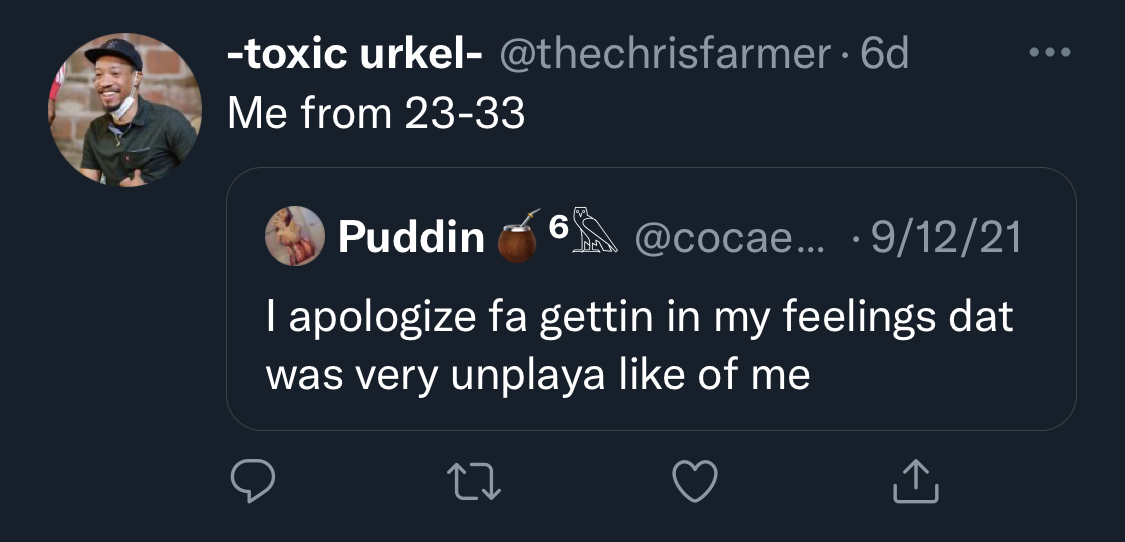 -toxic urkel- @thechrisfarmer · 6d
Me from 23-33
Puddin 🧉⁶𓅓 @cocae... · 9/12/21
I apologize fa gettin in my feelings dat
was very unplaya like of me